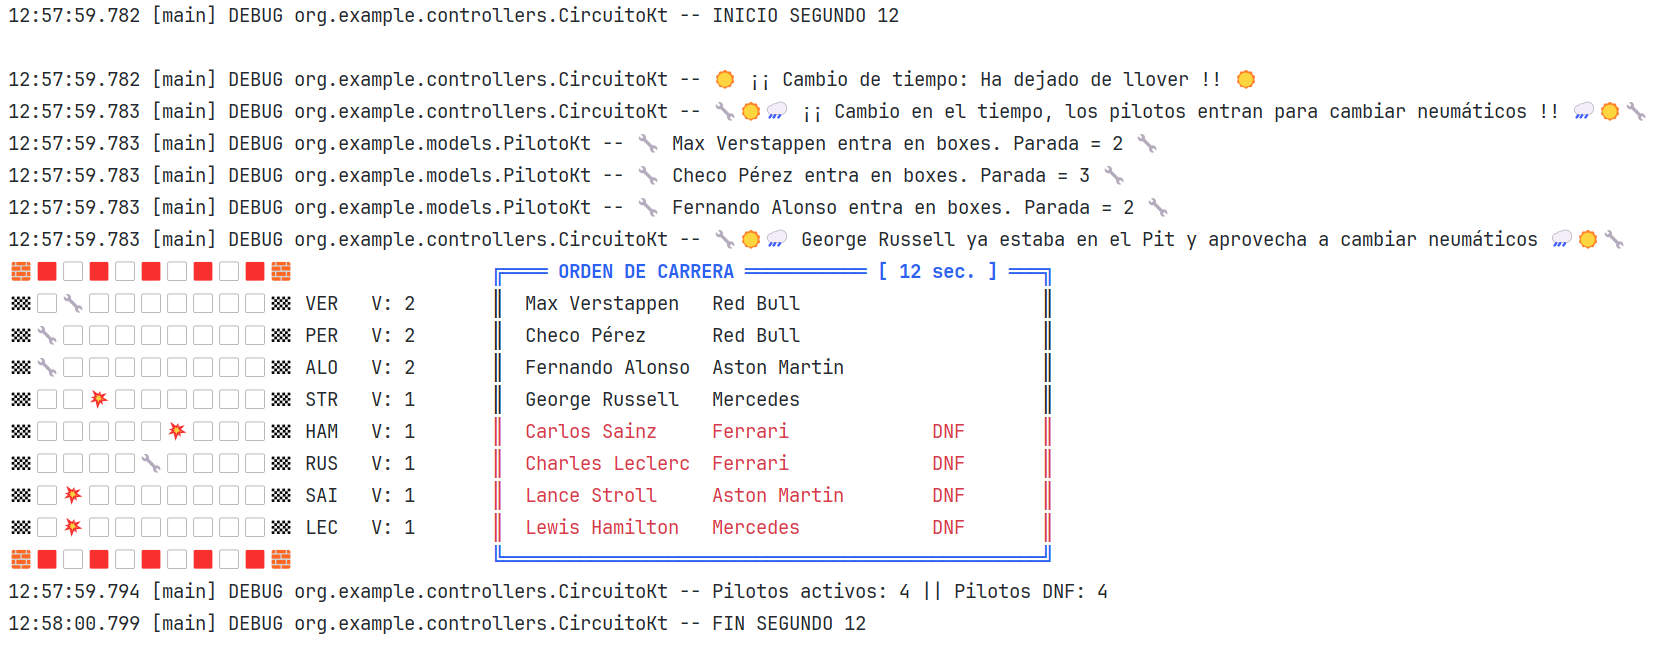 12:57:59.782 [main] DEBUG org.example.controllers.CircuitoKt -- INICIO SEGUNDO 12
12:57:59.782 [main] DEBUG org.example.controllers.CircuitoKt -- ☀️ ¡¡ Cambio de tiempo: Ha dejado de llover !! ☀️
12:57:59.783 [main] DEBUG org.example.controllers.CircuitoKt -- 🔧☀️🌧️ ¡¡ Cambio en el tiempo, los pilotos entran para cambiar neumáticos !! 🌧️☀️🔧
12:57:59.783 [main] DEBUG org.example.models.PilotoKt -- 🔧 Max Verstappen entra en boxes. Parada = 2 🔧
12:57:59.783 [main] DEBUG org.example.models.PilotoKt -- 🔧 Checo Pérez entra en boxes. Parada = 3 🔧
12:57:59.783 [main] DEBUG org.example.models.PilotoKt -- 🔧 Fernando Alonso entra en boxes. Parada = 2 🔧
12:57:59.783 [main] DEBUG org.example.controllers.CircuitoKt -- 🔧☀️🌧️ George Russell ya estaba en el Pit y aprovecha a cambiar neumáticos 🌧️☀️🔧
ORDEN DE CARRERA [ 12 sec. ]
VER V: 2 Max Verstappen Red Bull
PER V: 2 Checo Pérez Red Bull
ALO V: 2 Fernando Alonso Aston Martin
STR V: 1 George Russell Mercedes
HAM V: 1 Carlos Sainz Ferrari DNF
RUS V: 1 Charles Leclerc Ferrari DNF
SAI V: 1 Lance Stroll Aston Martin DNF
LEC V: 1 Lewis Hamilton Mercedes DNF
12:57:59.794 [main] DEBUG org.example.controllers.CircuitoKt -- Pilotos activos: 4 || Pilotos DNF: 4
12:58:00.799 [main] DEBUG org.example.controllers.CircuitoKt -- FIN SEGUNDO 12